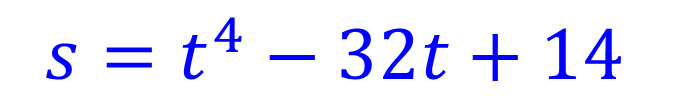 s = t⁴ − 32t + 14